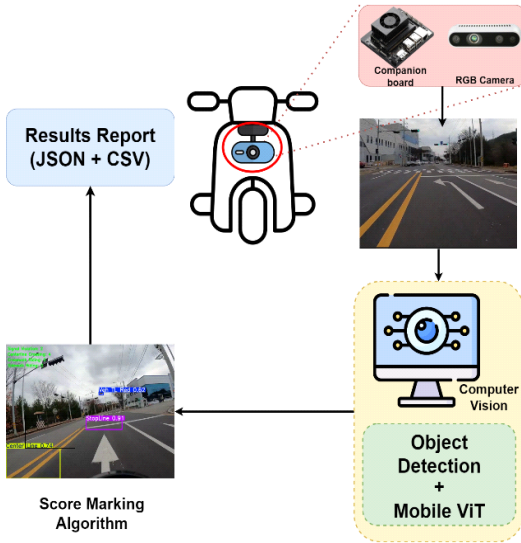 Companion
board
RGB Camera
Results Report
(JSON + CSV)
Computer
Vision
Object
Detection
+
Mobile ViT
StopLine 0.91
Score Marking
Algorithm